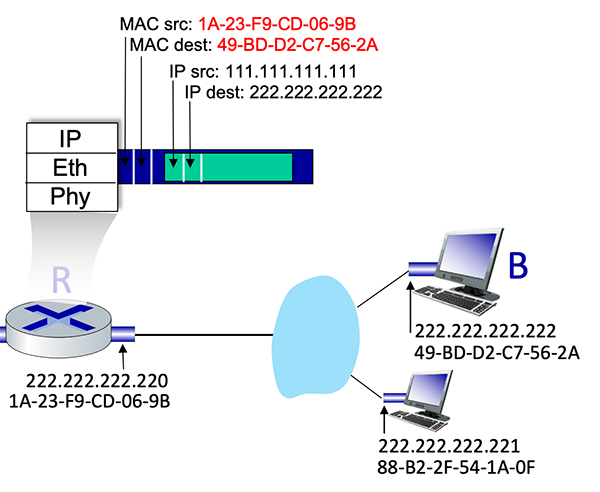 MAC src: 1A-23-F9-CD-06-9B
MAC dest: 49-BD-D2-C7-56-2A
IP src: 111.111.111.111
IP dest: 222.222.222.222
IP
Eth
Phy
R
B
222.222.222.222
49-BD-D2-C7-56-2A
222.222.222.220
1A-23-F9-CD-06-9B
222.222.222.221
88-B2-2F-54-1A-0F